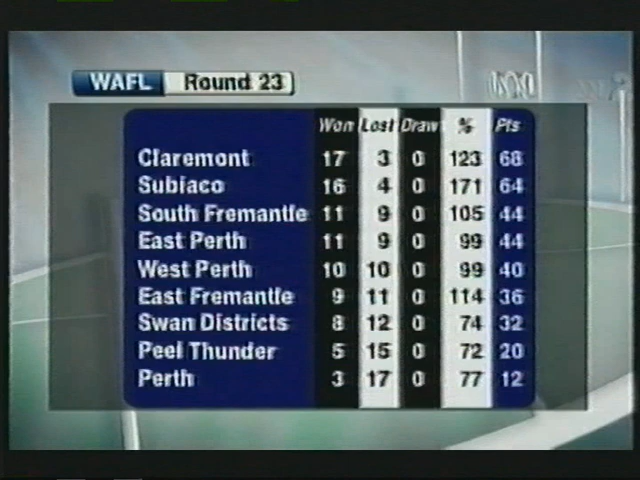 WAFL Round 23
Won Lost Draw % Pts
Claremont 17 3 0 123 68
Subiaco 16 4 0 171 64
South Fremantle 11 9 0 105 44
East Perth 11 9 0 99 44
West Perth 10 10 0 99 40
East Fremantle 9 11 0 114 36
Swan Districts 8 12 0 74 32
Peel Thunder 5 15 0 72 20
Perth 3 17 0 77 12